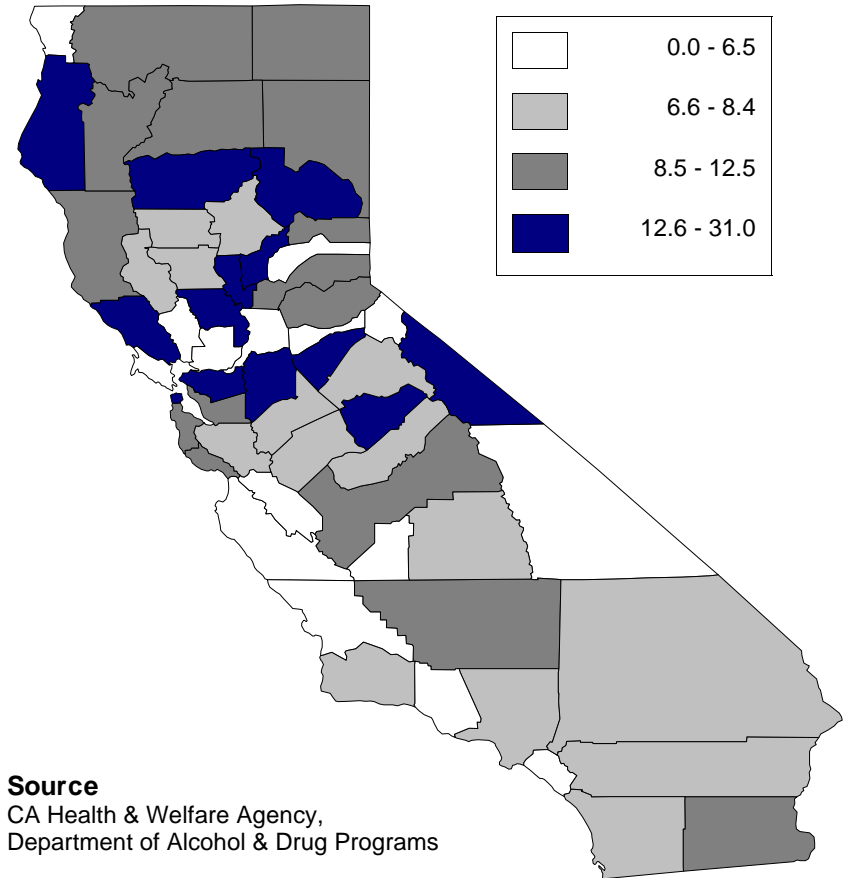 0.0 - 6.5
6.6 - 8.4
8.5 - 12.5
12.6 - 31.0
Source
CA Health & Welfare Agency,
Department of Alcohol & Drug Programs